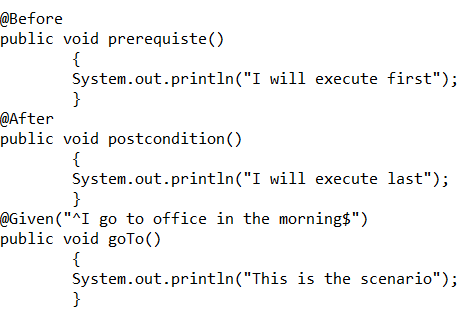 @Before
public void prerequiste()
{
System.out.println("I will execute first");
}
@After
public void postcondition()
{
System.out.println("I will execute last");
}
@Given("^I go to office in the morning$")
public void goTo()
{
System.out.println("This is the scenario");
}